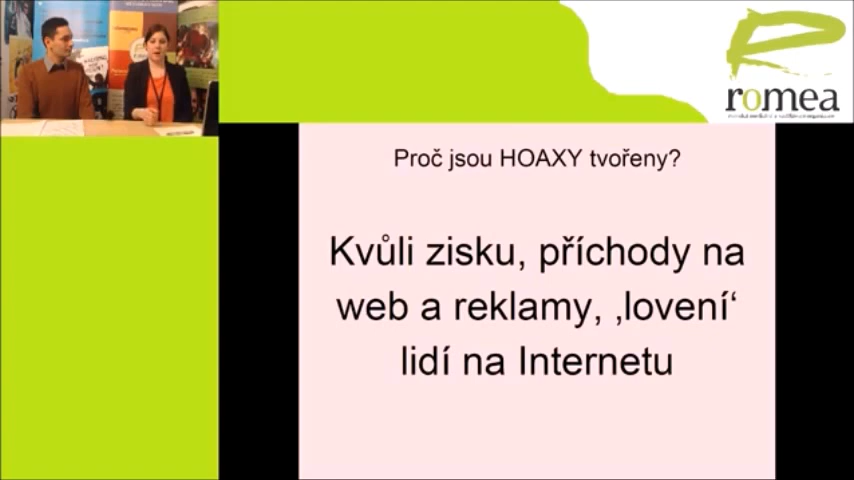 romea
Proč jsou HOAXY tvořeny?
Kvůli zisku, příchody na
web a reklamy, ‚lovení‘
lidí na Internetu